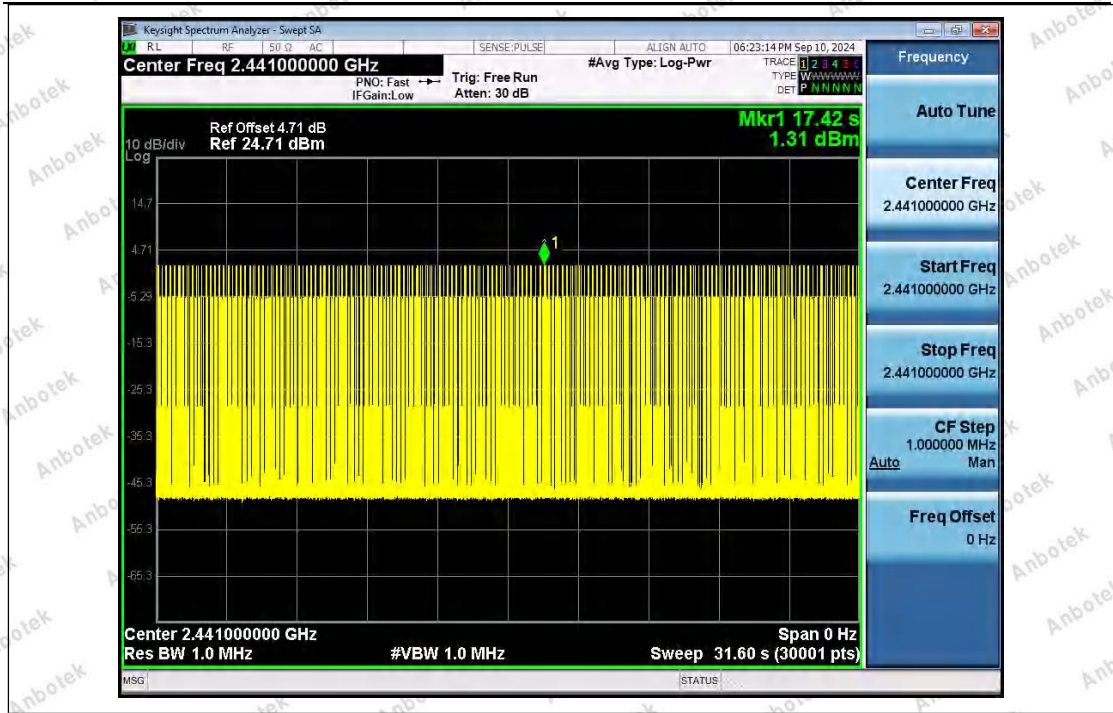 Keysight Spectrum Analyzer - Swept SA
RL RF 50 Ω AC SENSE:PULSE ALIGN AUTO 06:23:14 PM Sep 10, 2024
Center Freq 2.441000000 GHz
PNO: Fast
IFGain:Low
Trig: Free Run
Atten: 30 dB
#Avg Type: Log-Pwr
TRACE 1 2 3 4 5 6
TYPE WWWWWW
DET P N N N N N
Ref Offset 4.71 dB
10 dB/div Ref 24.71 dBm
Log
Mkr1 17.42 s
1.31 dBm
14.7
4.71
-5.29
-15.3
-25.3
-35.3
-45.3
-55.3
-65.3
1
Center 2.441000000 GHz Span 0 Hz
Res BW 1.0 MHz #VBW 1.0 MHz Sweep 31.60 s (30001 pts)
MSG STATUS
Frequency
Auto Tune
Center Freq
2.441000000 GHz
Start Freq
2.441000000 GHz
Stop Freq
2.441000000 GHz
CF Step
1.000000 MHz
Auto Man
Freq Offset
0 Hz
Anbotek